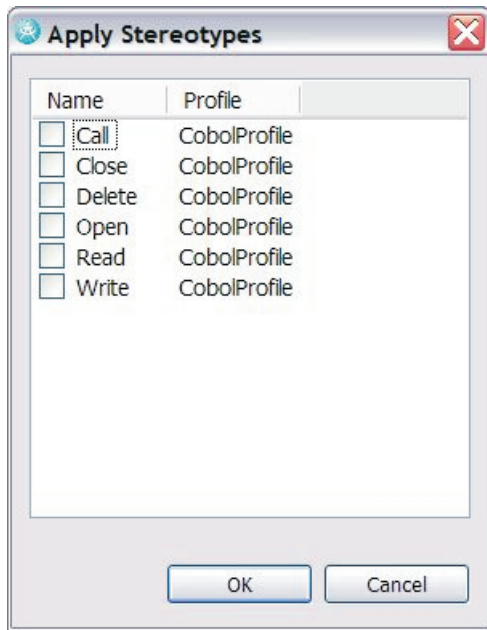 Apply Stereotypes
Name Profile
Call CobolProfile
Close CobolProfile
Delete CobolProfile
Open CobolProfile
Read CobolProfile
Write CobolProfile
OK Cancel